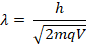 λ = h / √2mqV